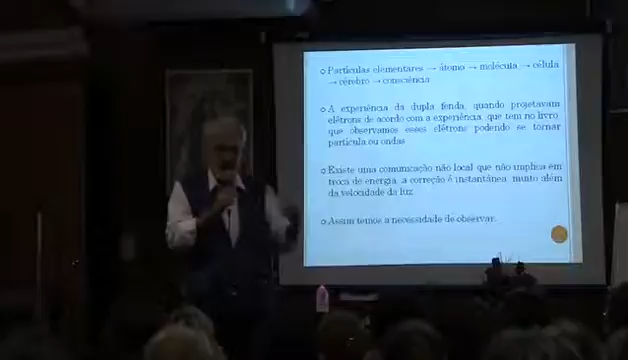 Partículas elementares → átomo → molécula → célula
→ cérebro → consciência
A experiência da dupla fenda, quando projetavam
elétrons de acordo com a experiência, que tem no livro,
que observamos esses elétrons podendo se tornar
partícula ou ondas
Existe uma comunicação não local que não implica em
troca de energia, a correção é instantânea, muito além
da velocidade da luz
Assim temos a necessidade de observar.